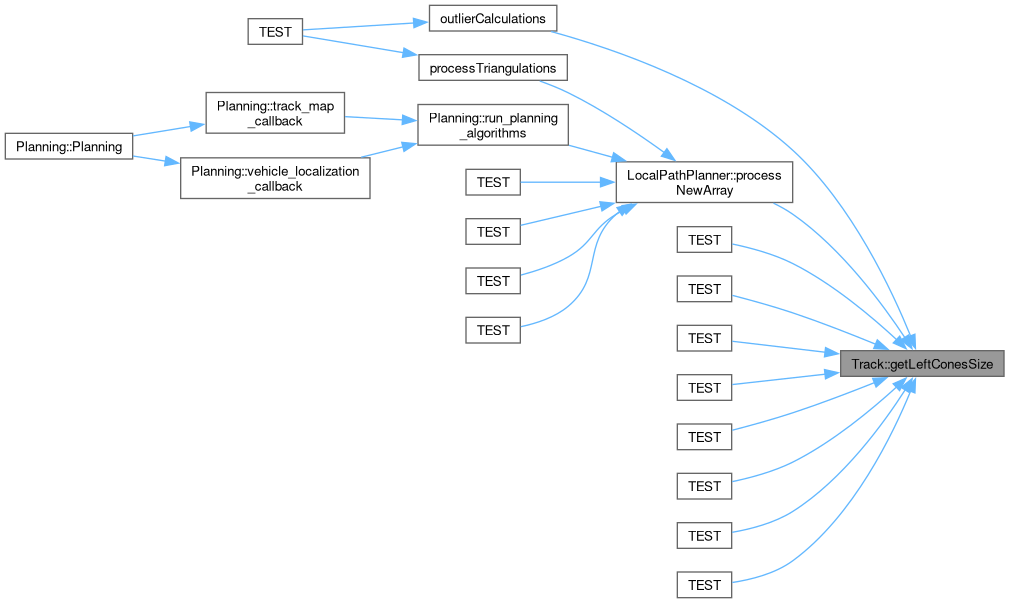 outlierCalculations
TEST
processTriangulations
Planning::track_map
_callback
Planning::run_planning
_algorithms
Planning::Planning
Planning::vehicle_localization
_callback
LocalPathPlanner::process
NewArray
TEST
TEST
TEST
TEST
TEST
TEST
TEST
Track::getLeftConesSize
TEST
TEST
TEST
TEST
TEST